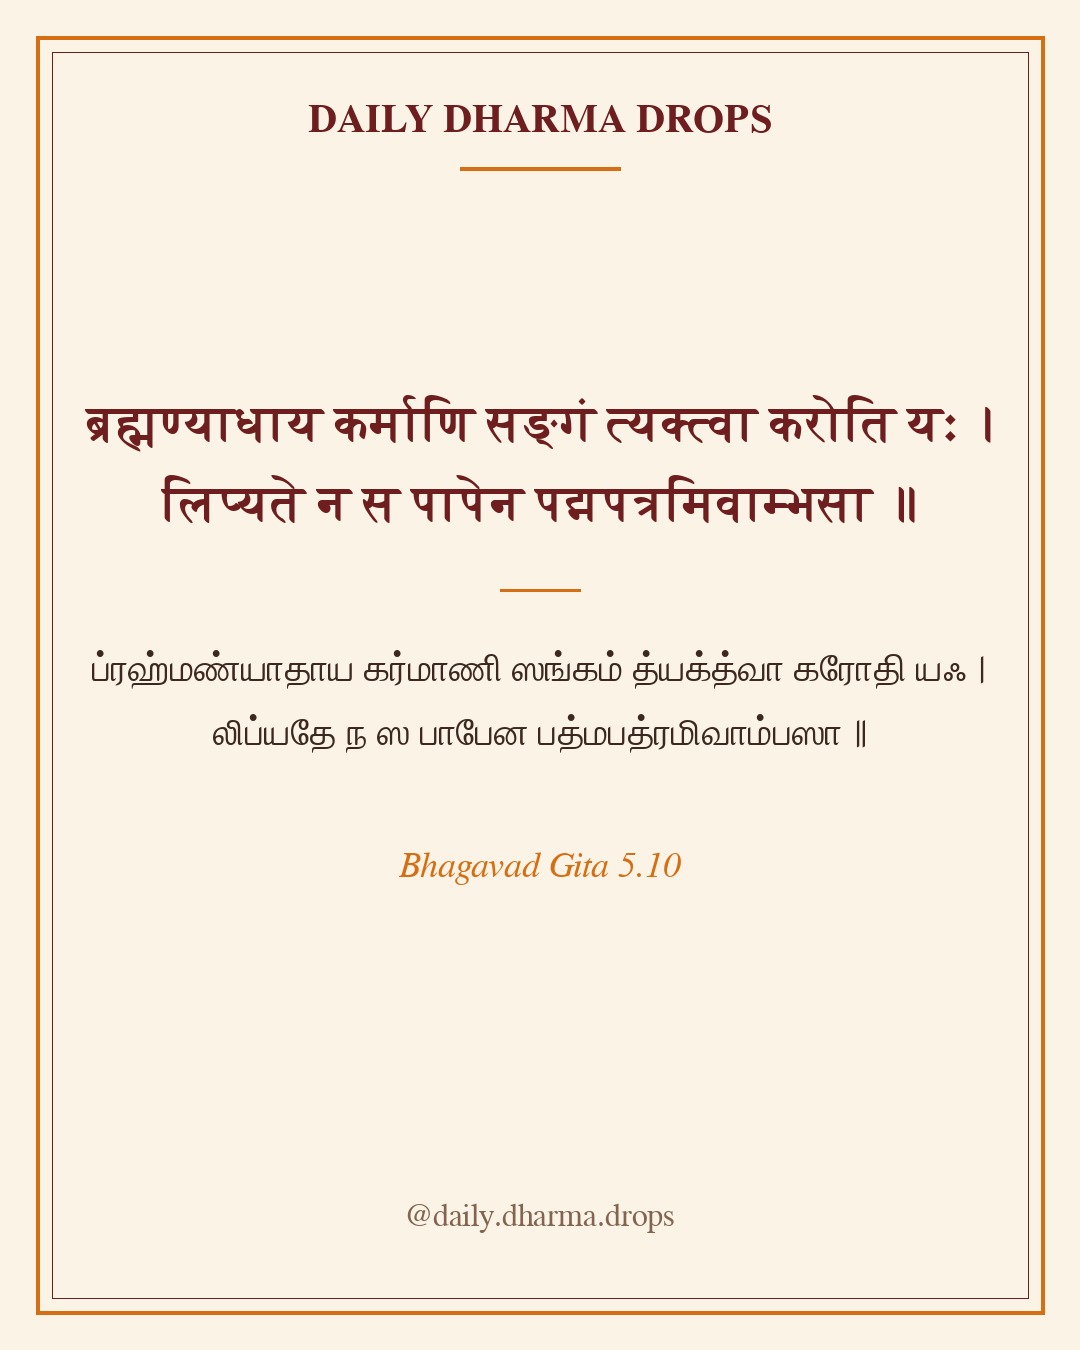 DAILY DHARMA DROPS
ब्रह्मण्याधाय कर्माणि सङ्गं त्यक्त्वा करोति यः ।
लिप्यते न स पापेन पद्मपत्रमिवाम्भसा ॥
ப்ரஹ்மண்யாதாய கர்மாணி ஸங்கம் த்யக்த்வா கரோதி யஃ |
லிப்யதே ந ஸ பாபேன பத்மபத்ரமிவாம்பஸா ||
Bhagavad Gita 5.10
@daily.dharma.drops